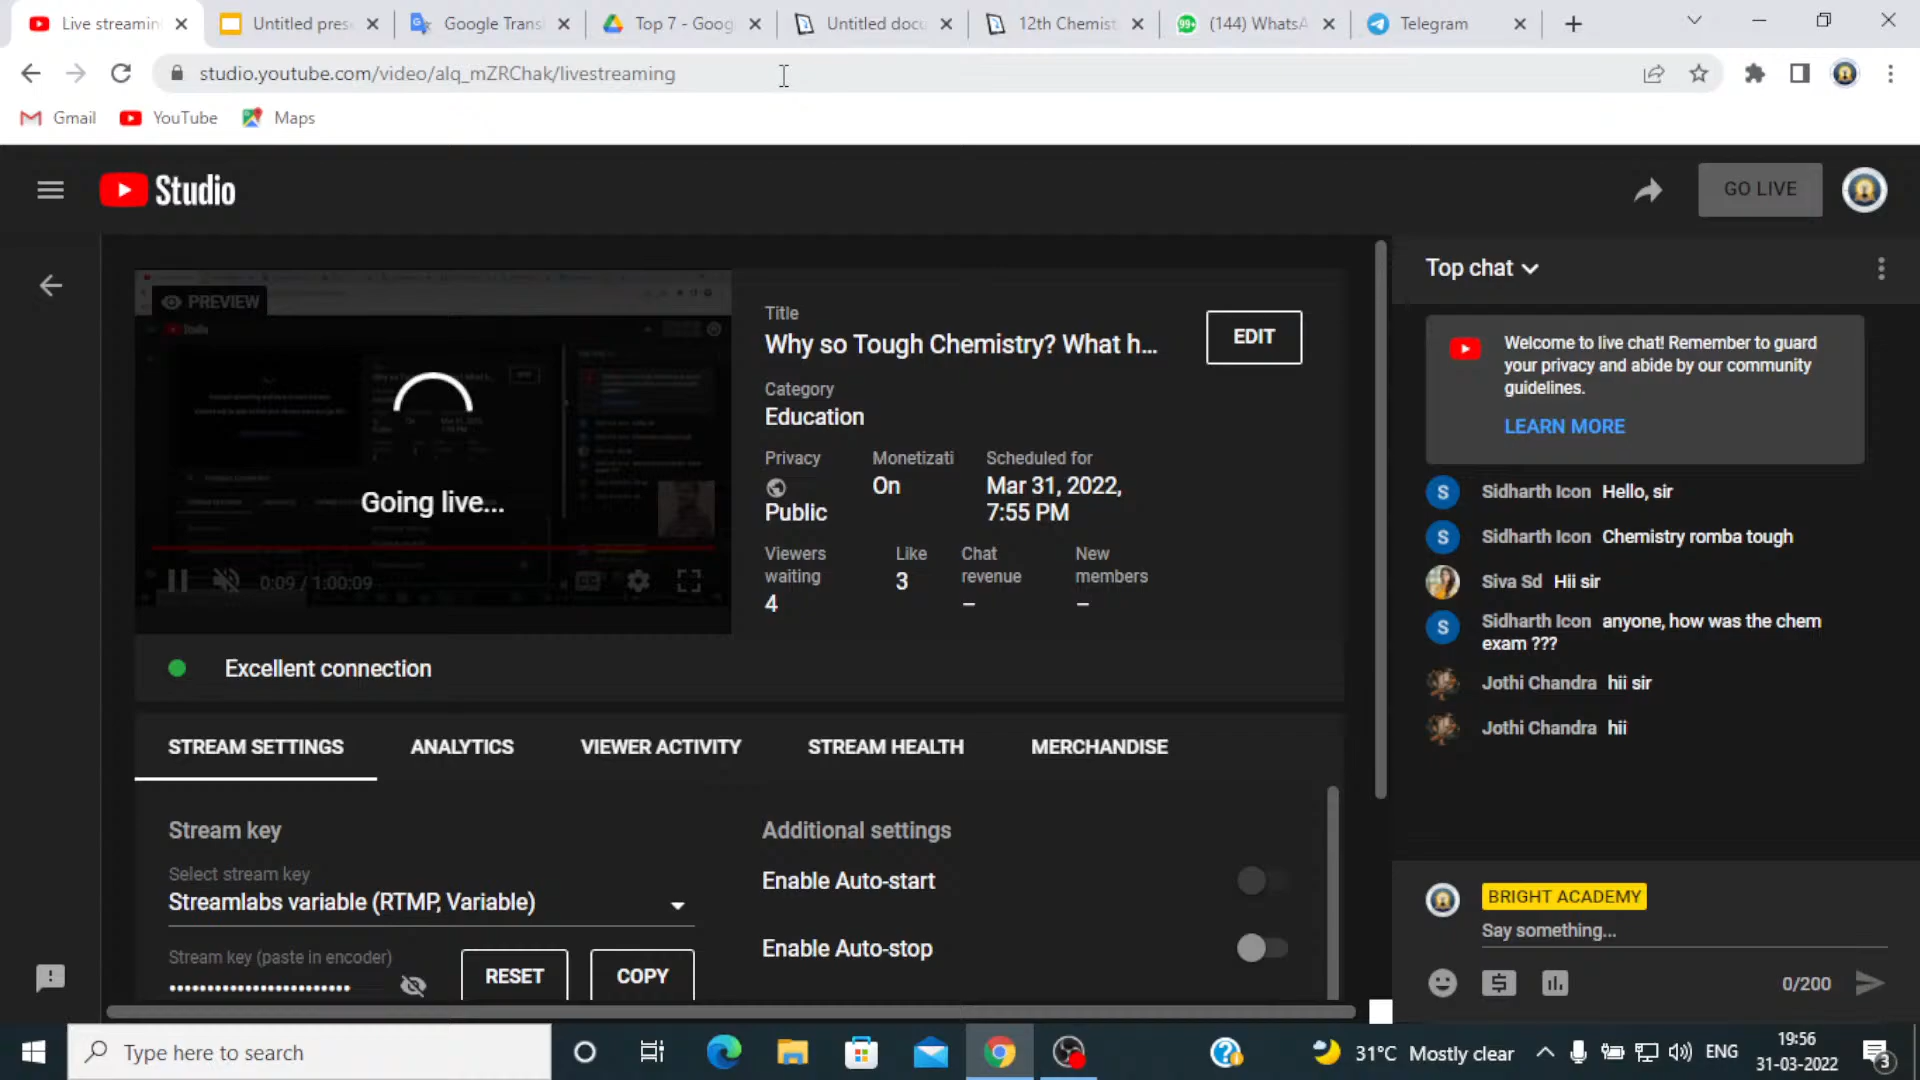 Live streamin
Untitled pres
Google Trans
Top 7 - Goog
Untitled docu
12th Chemist
99+
(144) WhatsA
Telegram
studio.youtube.com/video/alq_mZRChak/livestreaming
Gmail
YouTube
Maps
Studio
GO LIVE
PREVIEW
Going live...
0:09 / 1:00:09
Title
Why so Tough Chemistry? What h...
EDIT
Category
Education
Privacy
Public
Monetizati
On
Scheduled for
Mar 31, 2022,
7:55 PM
Viewers
waiting
4
Like
3
Chat
revenue
–
New
members
–
Excellent connection
STREAM SETTINGS
ANALYTICS
VIEWER ACTIVITY
STREAM HEALTH
MERCHANDISE
Stream key
Select stream key
Streamlabs variable (RTMP, Variable)
Stream key (paste in encoder)
••••••••••••••••••••••••
RESET
COPY
Additional settings
Enable Auto-start
Enable Auto-stop
Top chat
Welcome to live chat! Remember to guard
your privacy and abide by our community
guidelines.
LEARN MORE
S Sidharth Icon Hello, sir
S Sidharth Icon Chemistry romba tough
Siva Sd Hii sir
S Sidharth Icon anyone, how was the chem
exam ???
Jothi Chandra hii sir
Jothi Chandra hii
BRIGHT ACADEMY
Say something...
0/200
Type here to search
31°C Mostly clear
ENG
19:56
31-03-2022
3